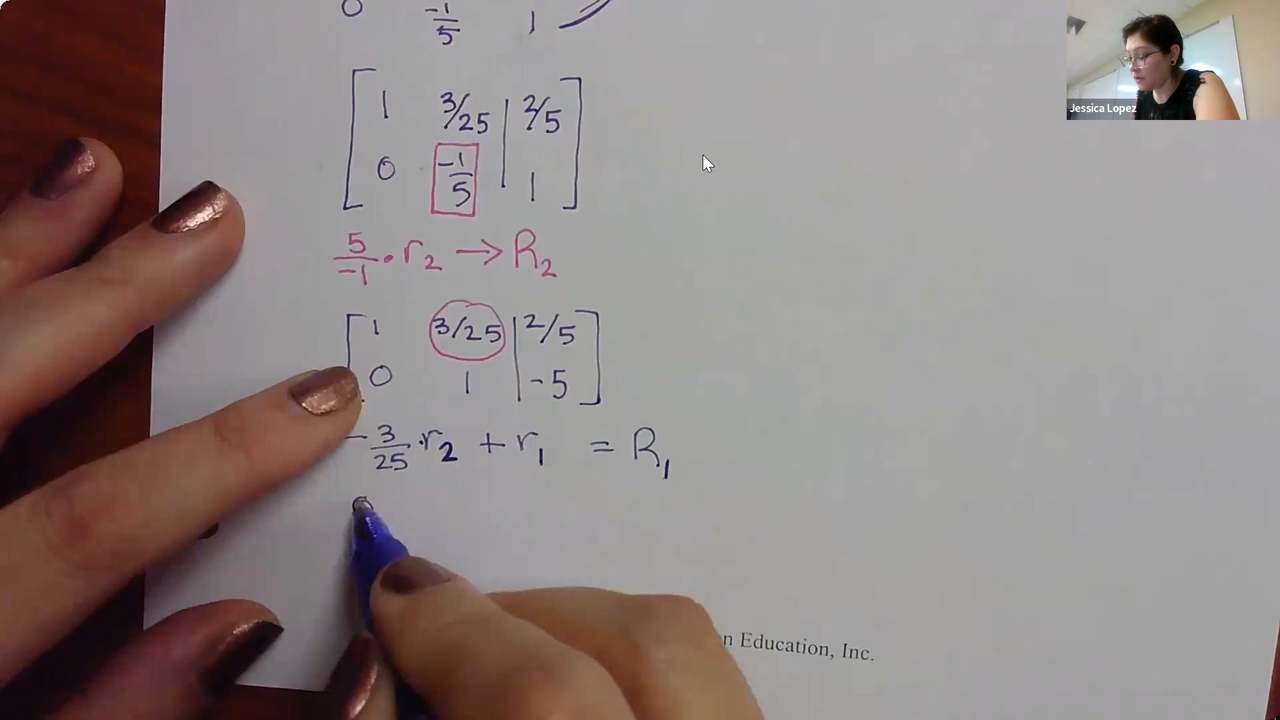 0 -1/5 1
Jessica Lopez
[ 1 3/25 | 2/5 ]
[ 0 -1/5 | 1 ]
5/-1 · r₂ → R₂
[ 1 3/25 | 2/5 ]
[ 0 1 | -5 ]
-3/25 · r₂ + r₁ = R₁
0
Education, Inc.